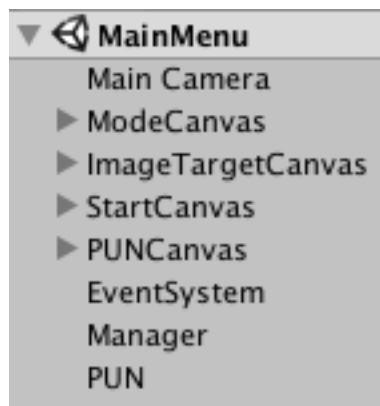 MainMenu
Main Camera
ModeCanvas
ImageTargetCanvas
StartCanvas
PUNCanvas
EventSystem
Manager
PUN